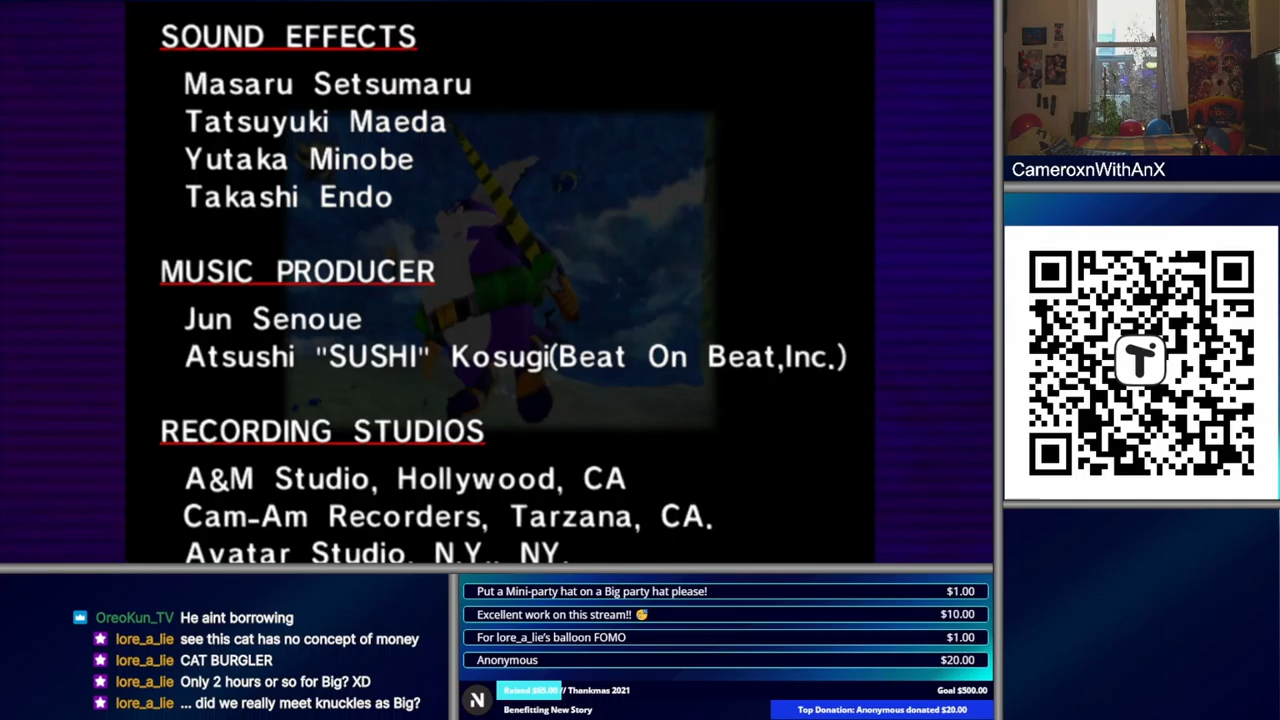 SOUND EFFECTS
Masaru Setsumaru
Tatsuyuki Maeda
Yutaka Minobe
Takashi Endo
MUSIC PRODUCER
Jun Senoue
Atsushi "SUSHI" Kosugi(Beat On Beat,Inc.)
RECORDING STUDIOS
A&M Studio, Hollywood, CA
Cam-Am Recorders, Tarzana, CA.
Avatar Studio, N.Y., NY.
CameroxnWithAnX
T
OreoKun_TV He aint borrowing
lore_a_lie see this cat has no concept of money
lore_a_lie CAT BURGLER
lore_a_lie Only 2 hours or so for Big? XD
lore_a_lie ... did we really meet knuckles as Big?
Put a Mini-party hat on a Big party hat please! $1.00
Excellent work on this stream!! 🥳 $10.00
For lore_a_lie's balloon FOMO $1.00
Anonymous $20.00
N
Raised $65.00 // Thankmas 2021 Goal $500.00
Benefitting New Story Top Donation: Anonymous donated $20.00